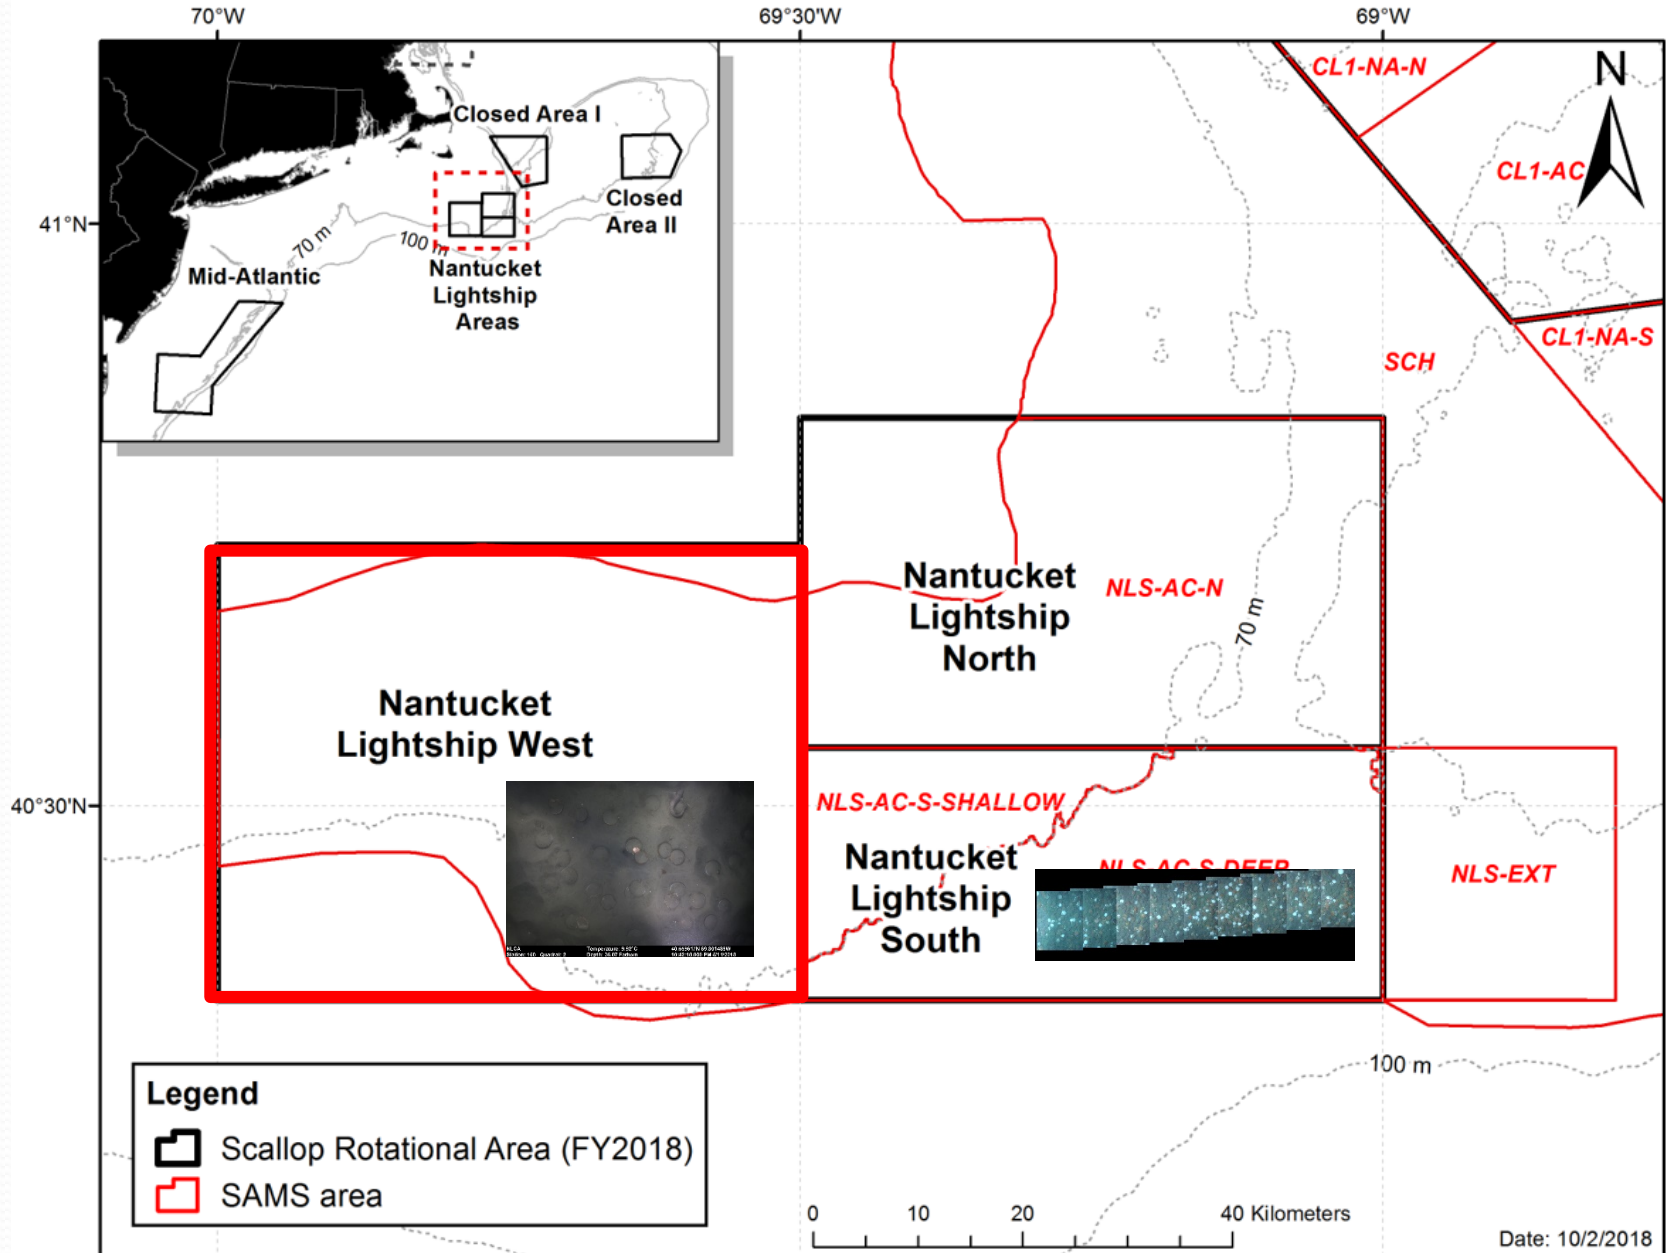 70°W
69°30'W
69°W
41°N
40°30'N
Closed Area I
Closed
Area II
70 m
100 m
Mid-Atlantic
Nantucket
Lightship
Areas
N
CL1-NA-N
CL1-AC
CL1-NA-S
SCH
Nantucket
Lightship
North
NLS-AC-N
70 m
Nantucket
Lightship West
NLS-AC-S-SHALLOW
Nantucket
Lightship
South
NLS-AC-S-DEEP
NLS-EXT
100 m
Legend
Scallop Rotational Area (FY2018)
SAMS area
0 10 20 40 Kilometers
Date: 10/2/2018